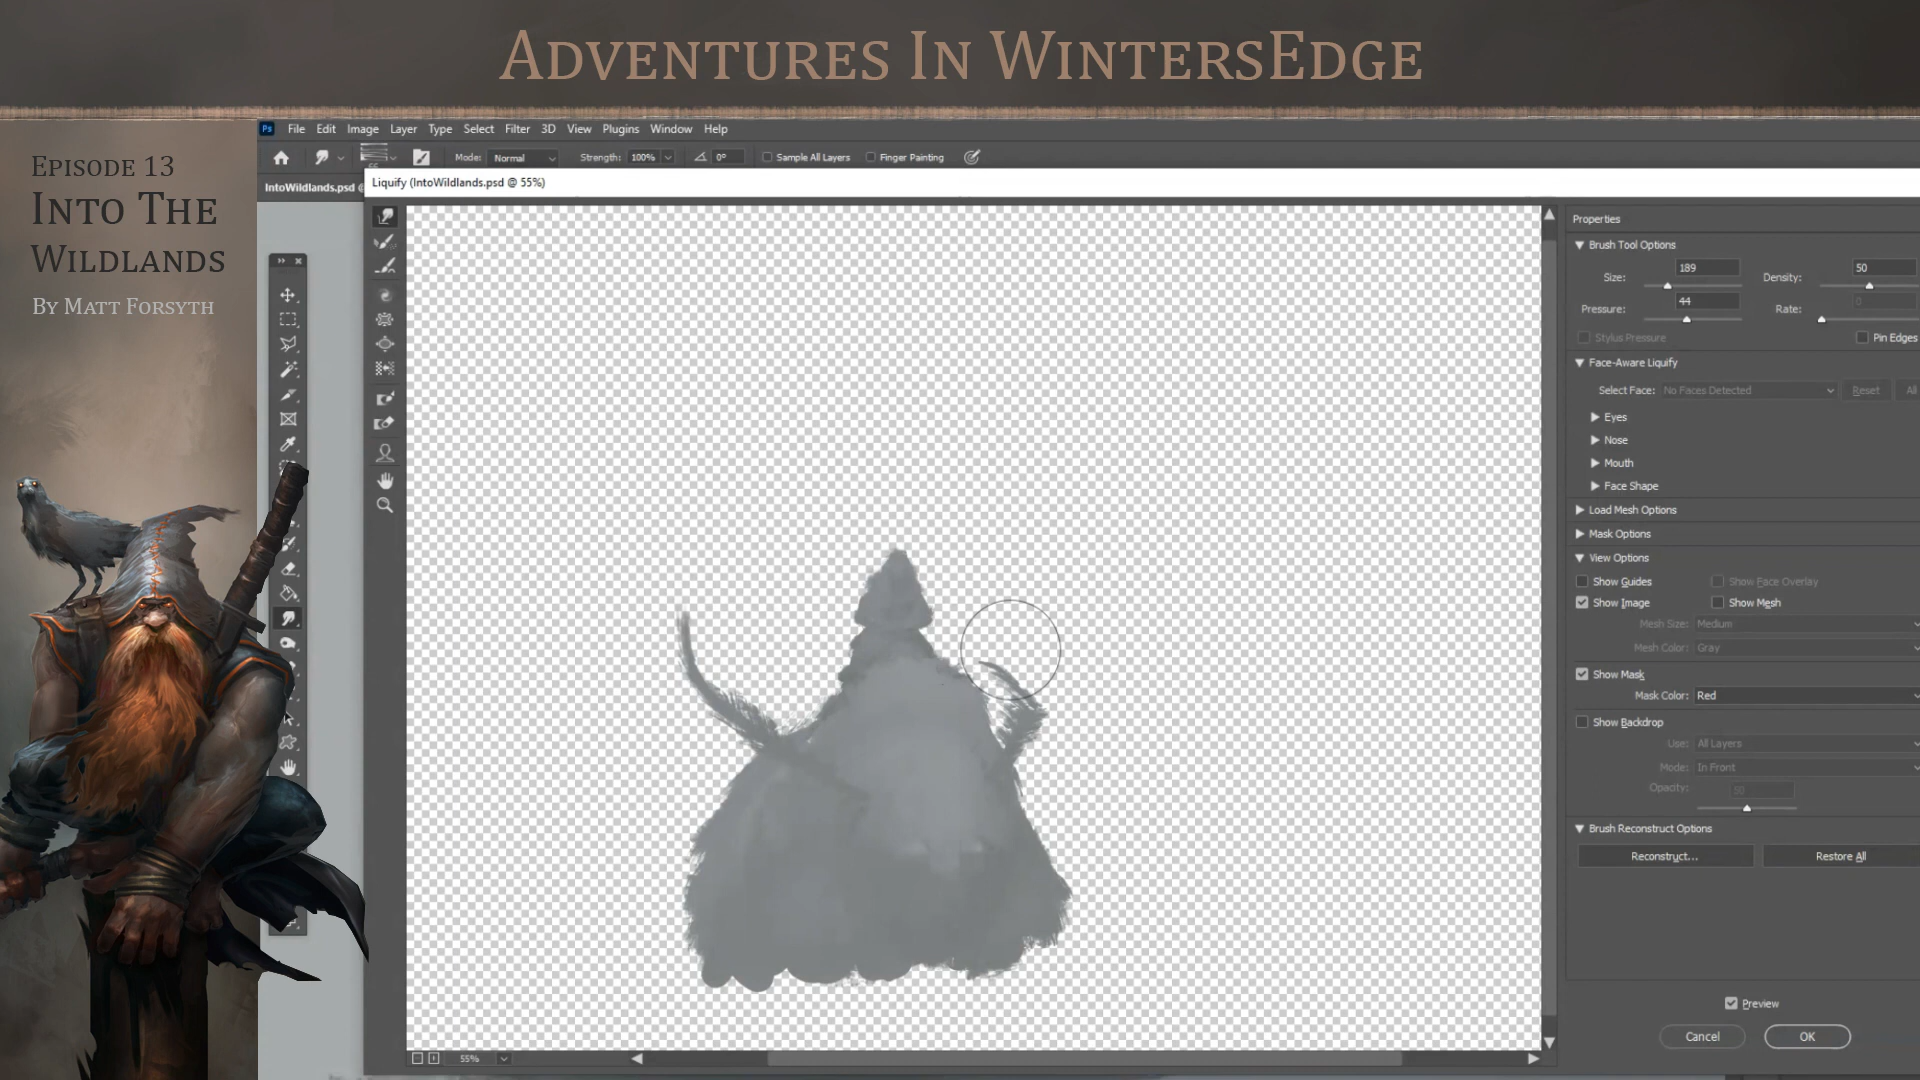 Adventures In WintersEdge
Episode 13
Into The
Wildlands
By Matt Forsyth
Ps File Edit Image Layer Type Select Filter 3D View Plugins Window Help
Mode: Normal Strength: 100% 0° Sample All Layers Finger Painting
IntoWildlands.psd @
Liquify (IntoWildlands.psd @ 55%)
Properties
Brush Tool Options
Size: 189 Density: 50
Pressure: 44 Rate: 0
Stylus Pressure Pin Edges
Face-Aware Liquify
Select Face: No Faces Detected Reset All
Eyes
Nose
Mouth
Face Shape
Load Mesh Options
Mask Options
View Options
Show Guides Show Face Overlay
Show Image Show Mesh
Mesh Size: Medium
Mesh Color: Gray
Show Mask
Mask Color: Red
Show Backdrop
Use: All Layers
Mode: In Front
Opacity: 50
Brush Reconstruct Options
Reconstruct... Restore All
Preview
Cancel OK
55%